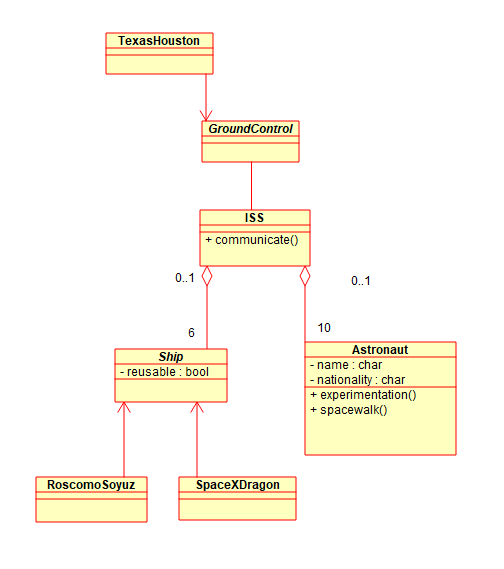 TexasHouston
GroundControl
ISS
+ communicate()
0..1
0..1
6
10
Ship
- reusable : bool
Astronaut
- name : char
- nationality : char
+ experimentation()
+ spacewalk()
RoscomoSoyuz
SpaceXDragon